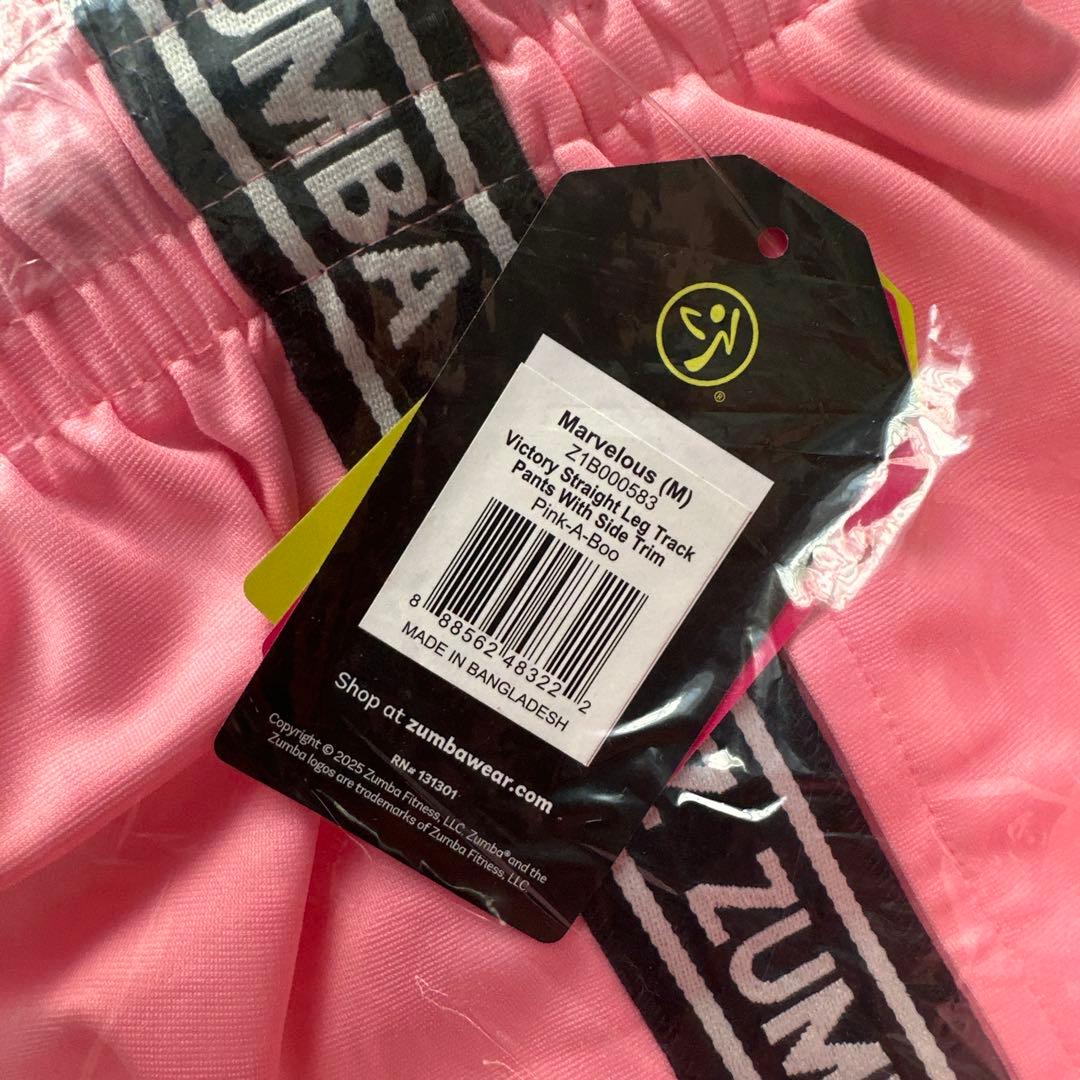 UMBA
®
Marvelous (M)
Z1B000583
Victory Straight Leg Track
Pants With Side Trim
Pink-A-Boo
8 88562 48322 2
MADE IN BANGLADESH
Shop at zumbawear.com
RN# 131301
Copyright © 2025 Zumba Fitness, LLC. Zumba® and the
Zumba logos are trademarks of Zumba Fitness, LLC.
ZUM